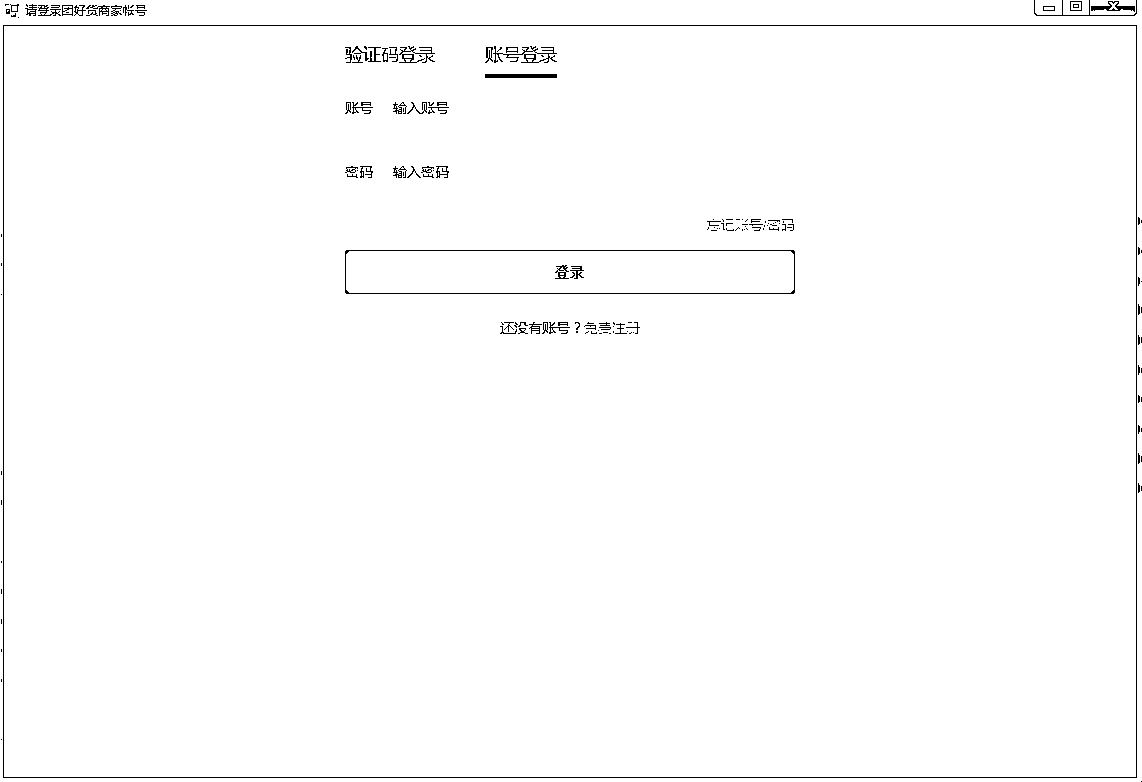 请登录团好货商家帐号
验证码登录 账号登录
账号 输入账号
密码 输入密码
忘记账号/密码
登录
还没有账号？免费注册